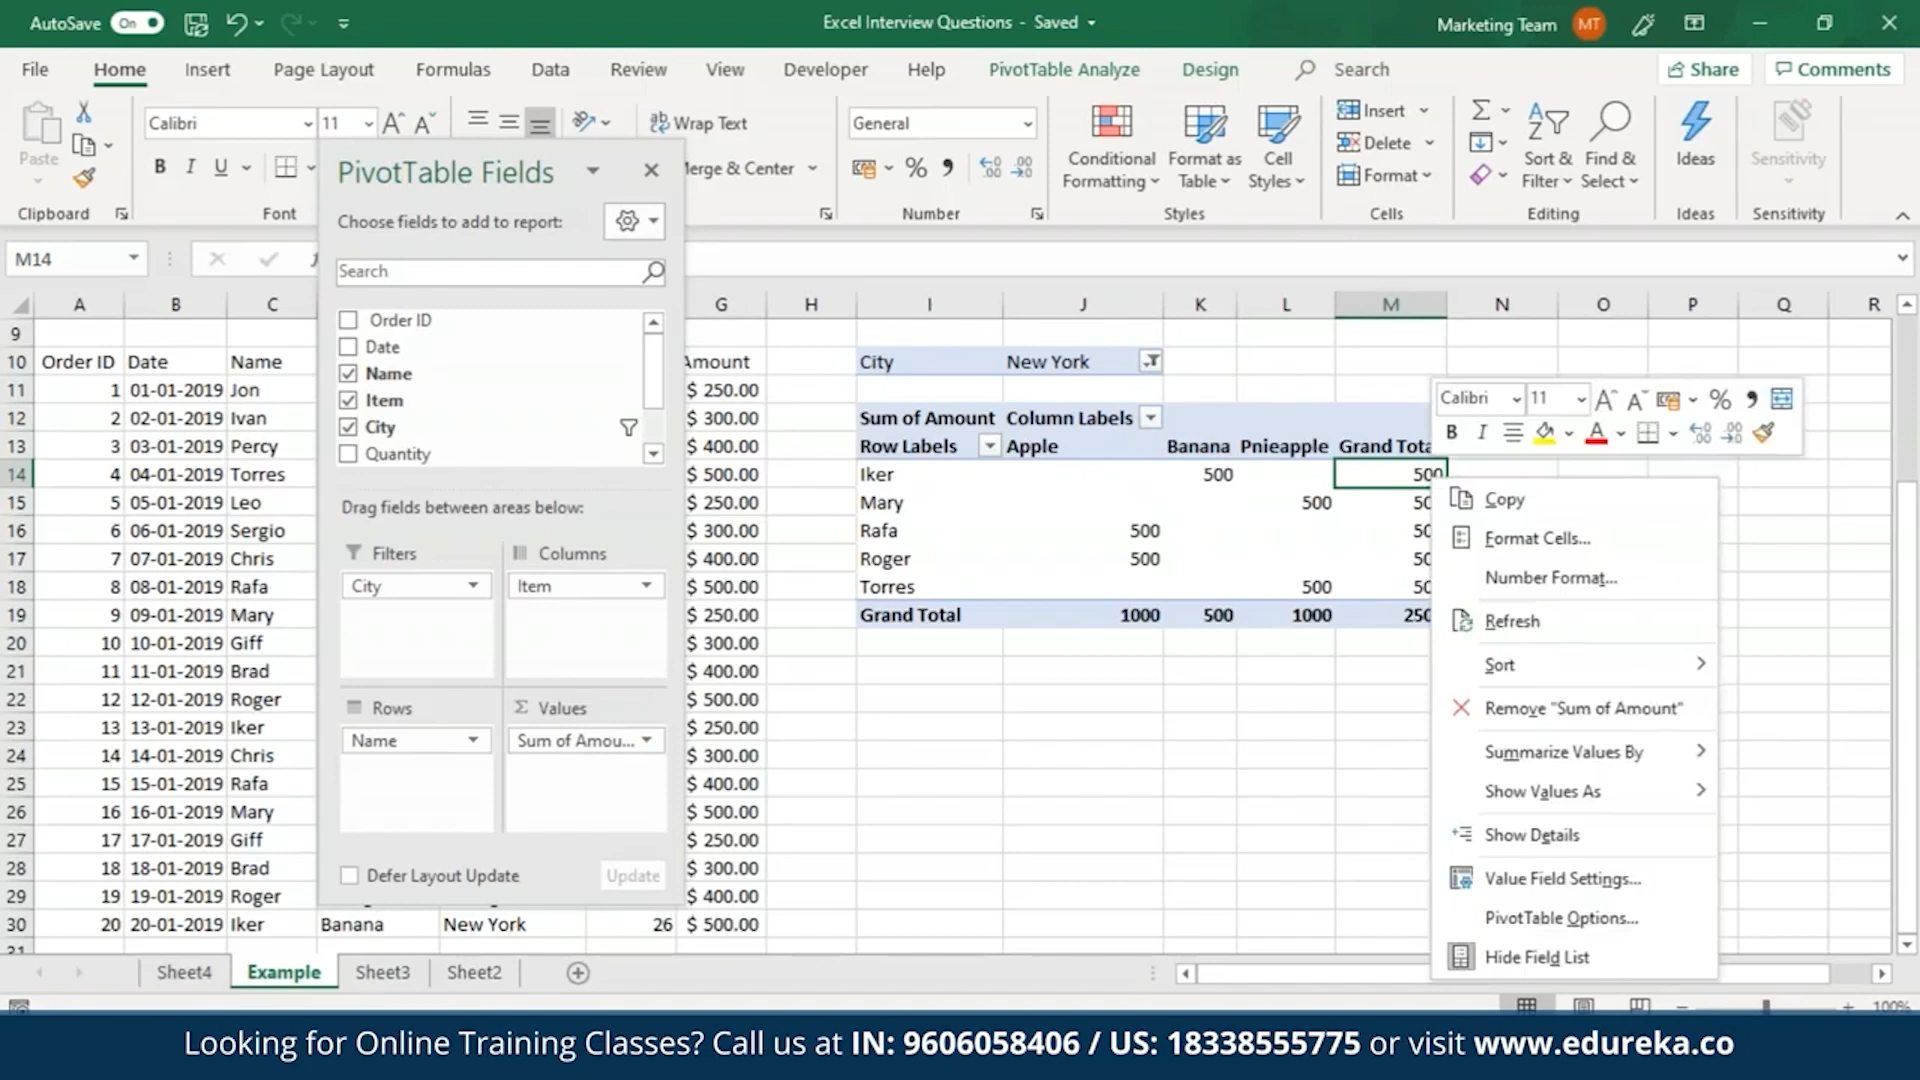 AutoSave On Excel Interview Questions - Saved Marketing Team MT
File Home Insert Page Layout Formulas Data Review View Developer Help PivotTable Analyze Design Search Share Comments
Paste
Clipboard
Calibri 11
B I U
Font
Wrap Text
Merge & Center
General
% ,
Number
Conditional Formatting
Format as Table
Cell Styles
Styles
Insert
Delete
Format
Cells
Sort & Filter
Find & Select
Editing
Ideas
Ideas
Sensitivity
Sensitivity
M14
PivotTable Fields
Choose fields to add to report:
Search
Order ID
Date
Name
Item
City
Quantity
Drag fields between areas below:
Filters Columns
City Item
Rows Values
Name Sum of Amou...
Defer Layout Update Update
A B C G H I J K L M N O P Q R
9
10 Order ID Date Name Amount City New York
11 1 01-01-2019 Jon $ 250.00
12 2 02-01-2019 Ivan $ 300.00 Sum of Amount Column Labels
13 3 03-01-2019 Percy $ 400.00 Row Labels Apple Banana Pnieapple Grand Tota
14 4 04-01-2019 Torres $ 500.00 Iker 500 500
15 5 05-01-2019 Leo $ 250.00 Mary 500 50
16 6 06-01-2019 Sergio $ 300.00 Rafa 500 50
17 7 07-01-2019 Chris $ 400.00 Roger 500 50
18 8 08-01-2019 Rafa $ 500.00 Torres 500 50
19 9 09-01-2019 Mary $ 250.00 Grand Total 1000 500 1000 250
20 10 10-01-2019 Giff $ 300.00
21 11 11-01-2019 Brad $ 400.00
22 12 12-01-2019 Roger $ 500.00
23 13 13-01-2019 Iker $ 250.00
24 14 14-01-2019 Chris $ 300.00
25 15 15-01-2019 Rafa $ 400.00
26 16 16-01-2019 Mary $ 500.00
27 17 17-01-2019 Giff $ 250.00
28 18 18-01-2019 Brad $ 300.00
29 19 19-01-2019 Roger $ 400.00
30 20 20-01-2019 Iker Banana New York 26 $ 500.00
Calibri 11 % ,
B I A
Copy
Format Cells...
Number Format...
Refresh
Sort
Remove "Sum of Amount"
Summarize Values By
Show Values As
Show Details
Value Field Settings...
PivotTable Options...
Hide Field List
Sheet4 Example Sheet3 Sheet2
100%
Looking for Online Training Classes? Call us at IN: 9606058406 / US: 18338555775 or visit www.edureka.co